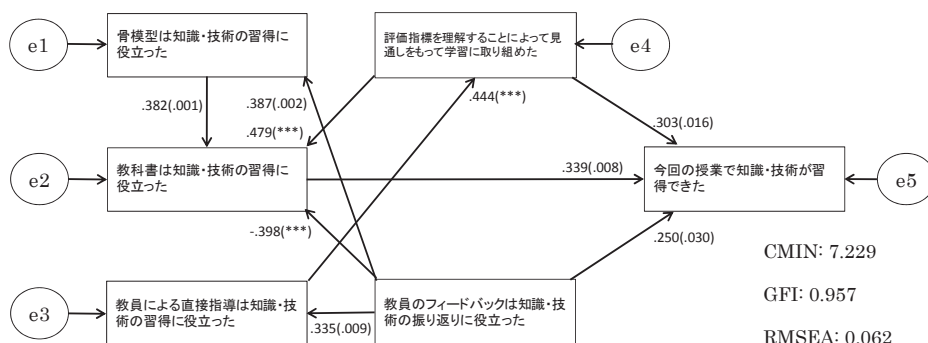 e1
骨模型は知識・技術の習得に
役立った
評価指標を理解することによって見
通しをもって学習に取り組めた
e4
.382(.001)
.387(.002)
.444(***)
.479(***)
.303(.016)
e2
教科書は知識・技術の習得に
役立った
.339(.008)
今回の授業で知識・技術が習
得できた
e5
-.398(***)
.250(.030)
CMIN: 7.229
e3
教員による直接指導は知識・技
術の習得に役立った
.335(.009)
教員のフィードバックは知識・技
術の振り返りに役立った
GFI: 0.957
RMSEA: 0.062